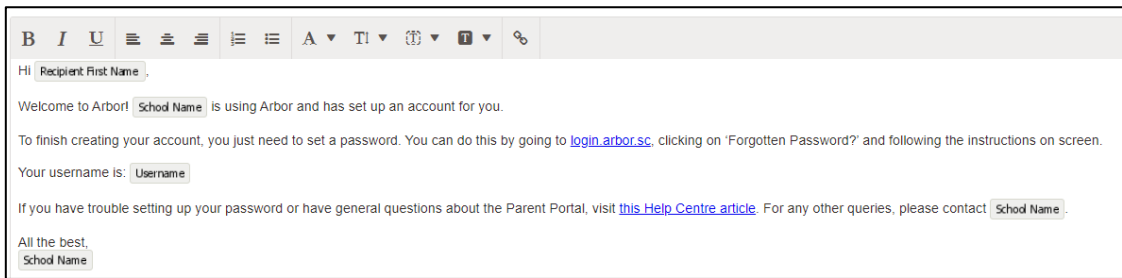 B I U A T T T
Hi Recipient First Name ,
Welcome to Arbor! School Name is using Arbor and has set up an account for you.
To finish creating your account, you just need to set a password. You can do this by going to login.arbor.sc, clicking on ‘Forgotten Password?’ and following the instructions on screen.
Your username is: Username
If you have trouble setting up your password or have general questions about the Parent Portal, visit this Help Centre article. For any other queries, please contact School Name .
All the best,
School Name